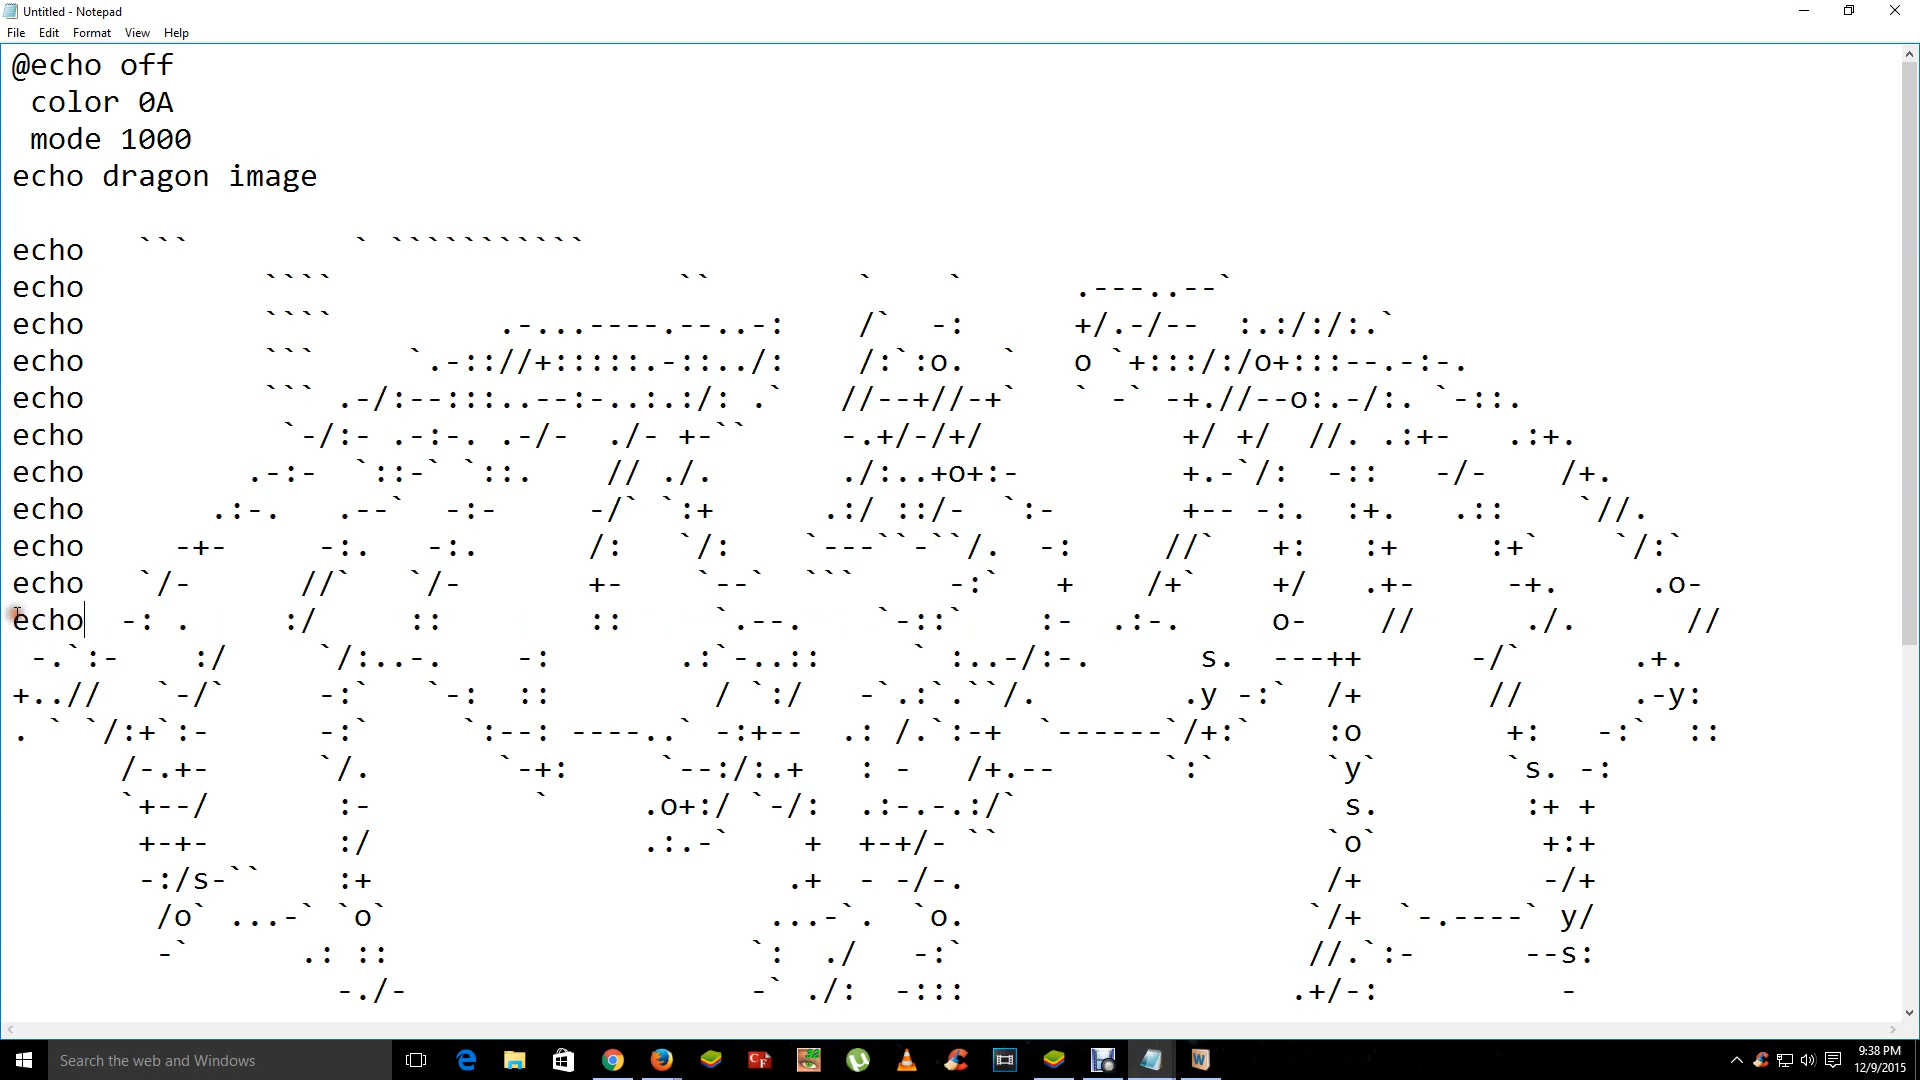 Untitled - Notepad
File Edit Format View Help
@echo off
 color 0A
 mode 1000
echo dragon image

echo   ```         ` ```````````
echo          ````                   ``        `    `      .---..--`
echo          ````         .-...----.--..-:    /`  -:      +/.-/--  :.:/:/:.`
echo          ```     `.-:://+:::::.-::../:    /:`:o.  `   o `+:::/:/o+:::--.-:-.
echo          ``` .-/:--:::..--:-..:.:/: .`   //--+//-+`   ` -` -+.//--o:.-/:. `-::.
echo           `-/:- .-:-. .-/-  ./- +-``     -.+/-/+/           +/ +/  //. .:+-   .:+.
echo         .-:-  `::-` `::.    // ./.       ./:..+o+:-         +.-`/:  -::   -/-    /+.
echo       .:-.   .--`  -:-     -/` `:+      .:/ ::/-  `:-       +-- -:.  :+.   .::    `//.
echo     -+-     -:.   -:.      /:   `/:    `---``-``/.  -:     //`   +:   :+     :+`    `/:`
echo   `/-      //`   `/-       +-    `--`  ```     -:`   +    /+`    +/   .+-     -+.     .o-
echo  -: .     :/     ::        ::     `.--.    `-::`    :-  .:-.     o-    //      ./.      //
 -.`:-    :/     `/:..-.    -:       .:`-..::     ` :..-/:-.      s.  ---++      -/`      .+.
+..//   `-/`     -:`   `-:  ::         / `:/   -`.:`.``/.        .y -:`  /+       //      .-y:
. ` `/:+`:-      -:`     `:--: ----..` -:+--  .: /.`:-+  `------`/+:`    :o        +:   -:`  ::
      /-.+-      `/.       `-+:     `--:/:.+   : -   /+.--      `:`      `y`       `s. -:
      `+--/       :-         `     .o+:/ `-/:  .:-.-.:/`                  s.        :+ +
       +-+-       :/               .:.-`    +  +-+/- ``                  `o`         +:+
       -:/s-``    :+                       .+  - -/-.                    /+          -/+
        /o` ...-` `o`                     ...-`.  `o.                   `/+  `-.----` y/
        -`      .: ::                    `:  ./   -:`                   //.`:-      --s:
                  -./-                   -` ./:  -:::                  .+/-:          -
Search the web and Windows
9:38 PM
12/9/2015